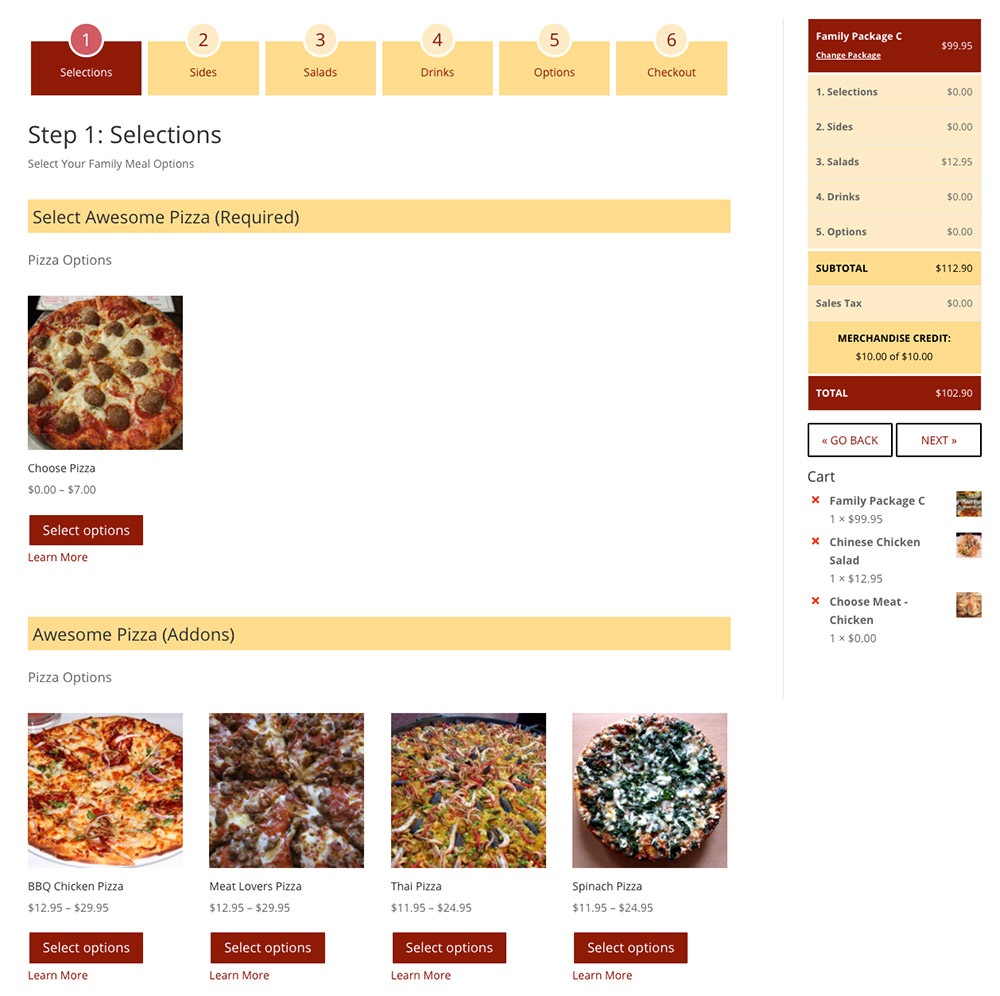 1
Selections
2
Sides
3
Salads
4
Drinks
5
Options
6
Checkout
Step 1: Selections
Select Your Family Meal Options
Select Awesome Pizza (Required)
Pizza Options
Choose Pizza
$0.00 – $7.00
Select options
Learn More
Awesome Pizza (Addons)
Pizza Options
BBQ Chicken Pizza
$12.95 – $29.95
Select options
Learn More
Meat Lovers Pizza
$12.95 – $29.95
Select options
Learn More
Thai Pizza
$11.95 – $24.95
Select options
Learn More
Spinach Pizza
$11.95 – $24.95
Select options
Learn More
Family Package C $99.95
Change Package
1. Selections $0.00
2. Sides $0.00
3. Salads $12.95
4. Drinks $0.00
5. Options $0.00
SUBTOTAL $112.90
Sales Tax $0.00
MERCHANDISE CREDIT:
$10.00 of $10.00
TOTAL $102.90
« GO BACK NEXT »
Cart
× Family Package C
1 × $99.95
× Chinese Chicken
Salad
1 × $12.95
× Choose Meat -
Chicken
1 × $0.00